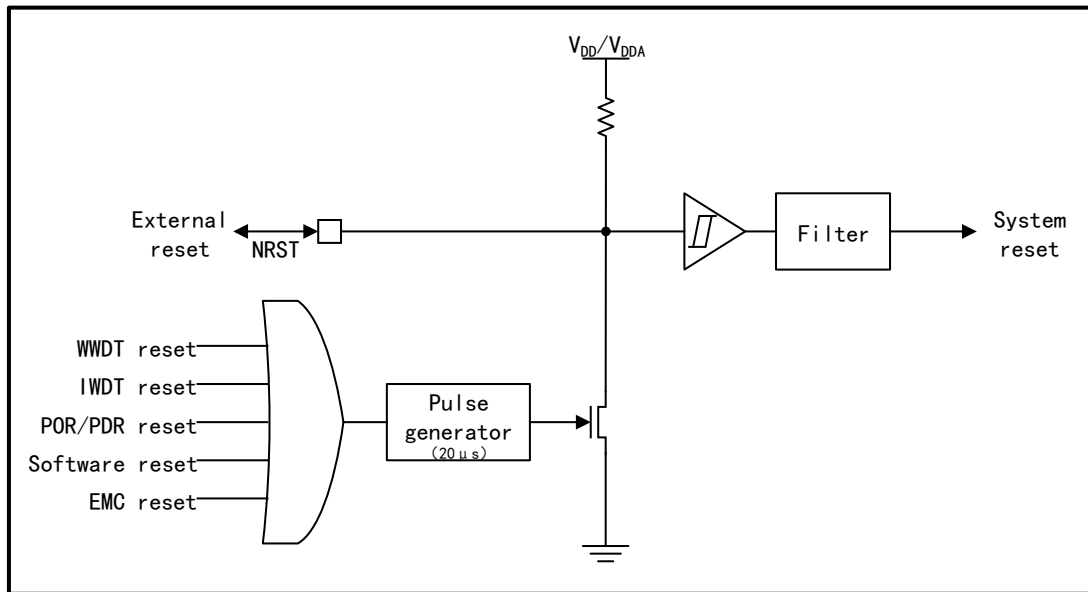 VDD/VDDA
External
reset
NRST
Filter
System
reset
WWDT reset
IWDT reset
POR/PDR reset
Software reset
EMC reset
Pulse
generator
(20μs)